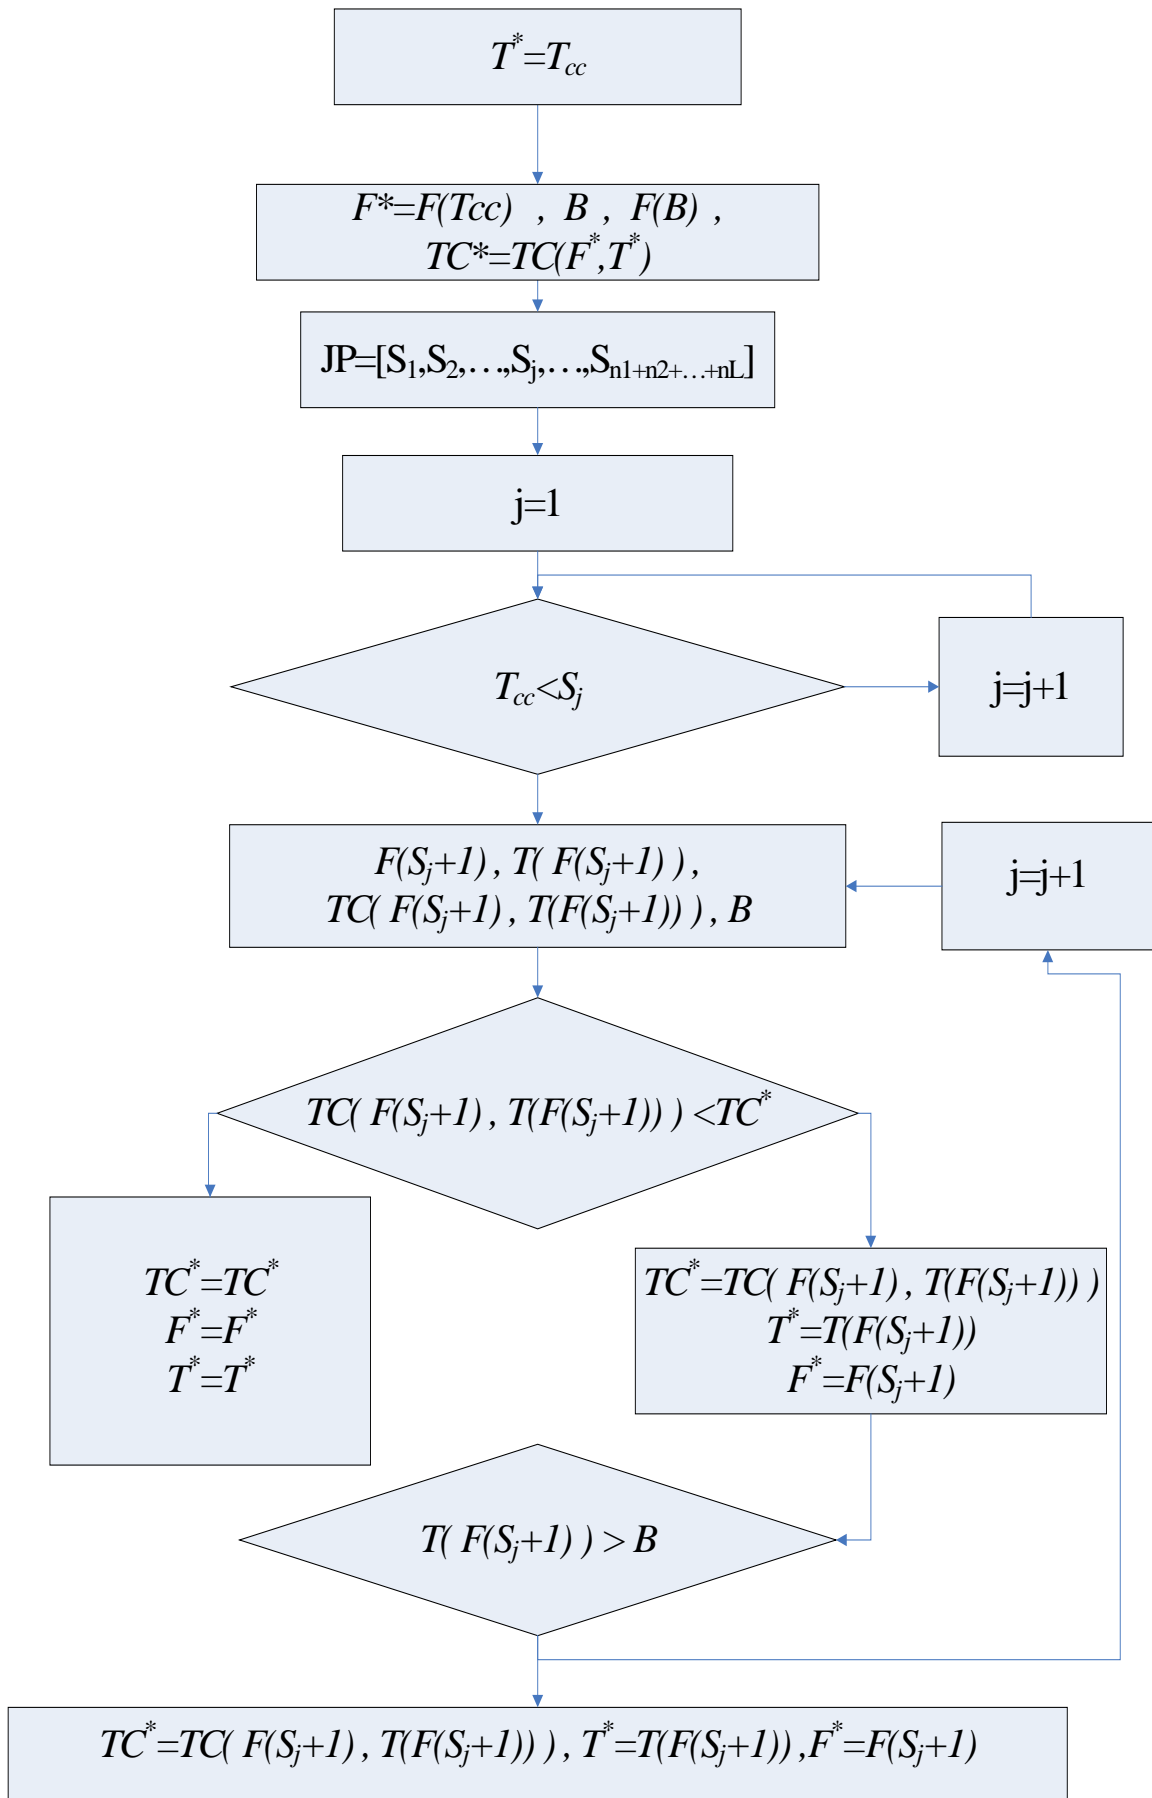 T*=Tcc
F*=F(Tcc) , B , F(B) ,
TC*=TC(F*,T*)
JP=[S1,S2,…,Sj,…,Sn1+n2+…+nL]
j=1
Tcc<Sj
j=j+1
F(Sj+1) , T( F(Sj+1) ) ,
TC( F(Sj+1) , T(F(Sj+1)) ) , B
j=j+1
TC( F(Sj+1) , T(F(Sj+1)) ) <TC*
TC*=TC*
F*=F*
T*=T*
TC*=TC( F(Sj+1) , T(F(Sj+1)) )
T*=T(F(Sj+1))
F*=F(Sj+1)
T( F(Sj+1) ) > B
TC*=TC( F(Sj+1) , T(F(Sj+1)) ) , T*=T(F(Sj+1)) ,F*=F(Sj+1)